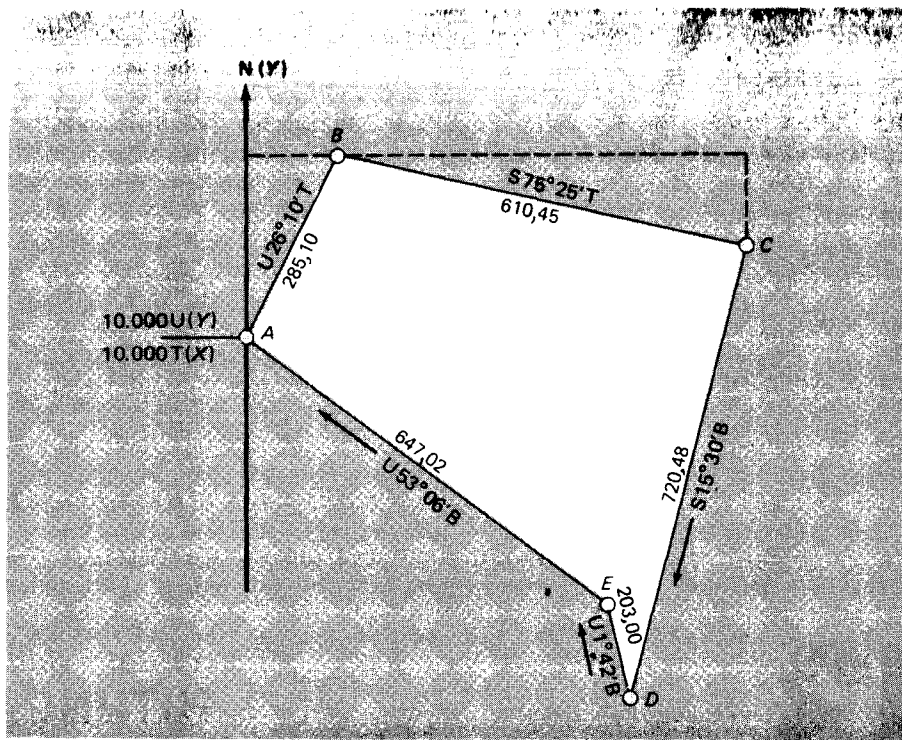 N (Y)
B
S 75°25'T
610,45
U 26°10'T
285,10
C
10.000 U (Y)
A
10.000 T (X)
647,02
U 53°06'B
720,48
S 15°30'B
E
203,00
U 1°42'B
D